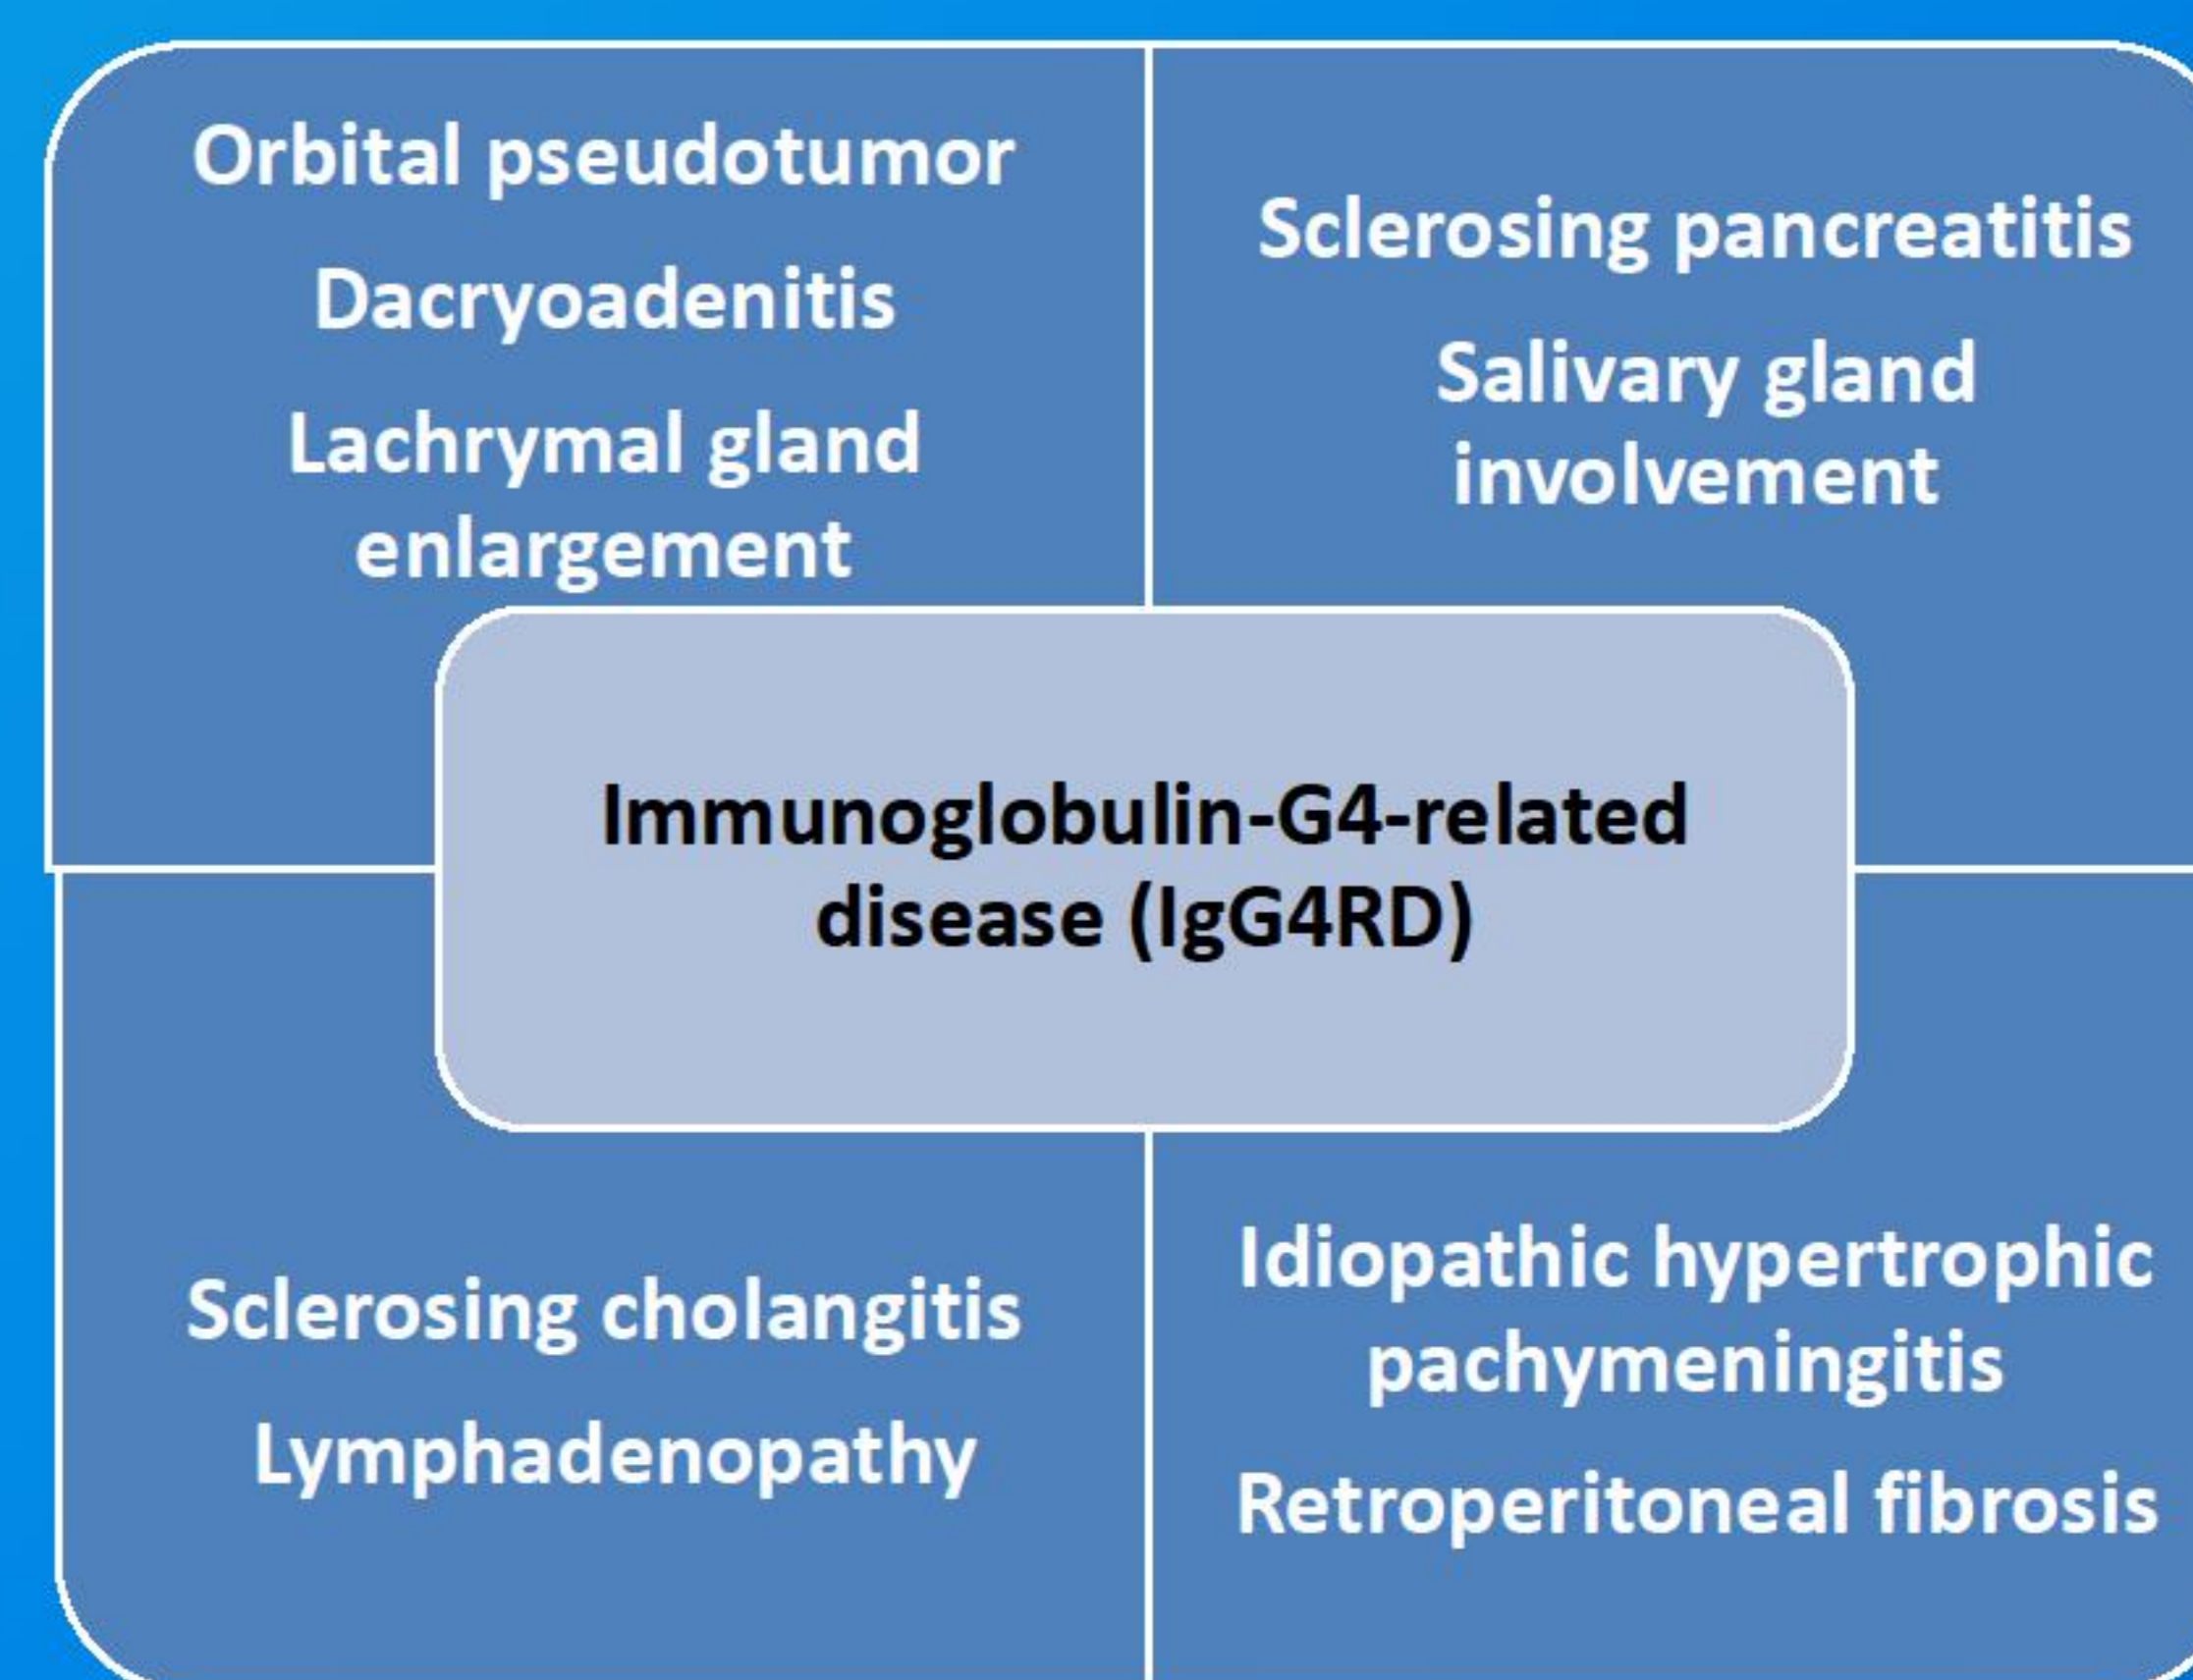 Orbital pseudotumor
Dacryoadenitis
Lachrymal gland
enlargement
Sclerosing pancreatitis
Salivary gland
involvement
Immunoglobulin-G4-related
disease (IgG4RD)
Sclerosing cholangitis
Lymphadenopathy
Idiopathic hypertrophic
pachymeningitis
Retroperitoneal fibrosis